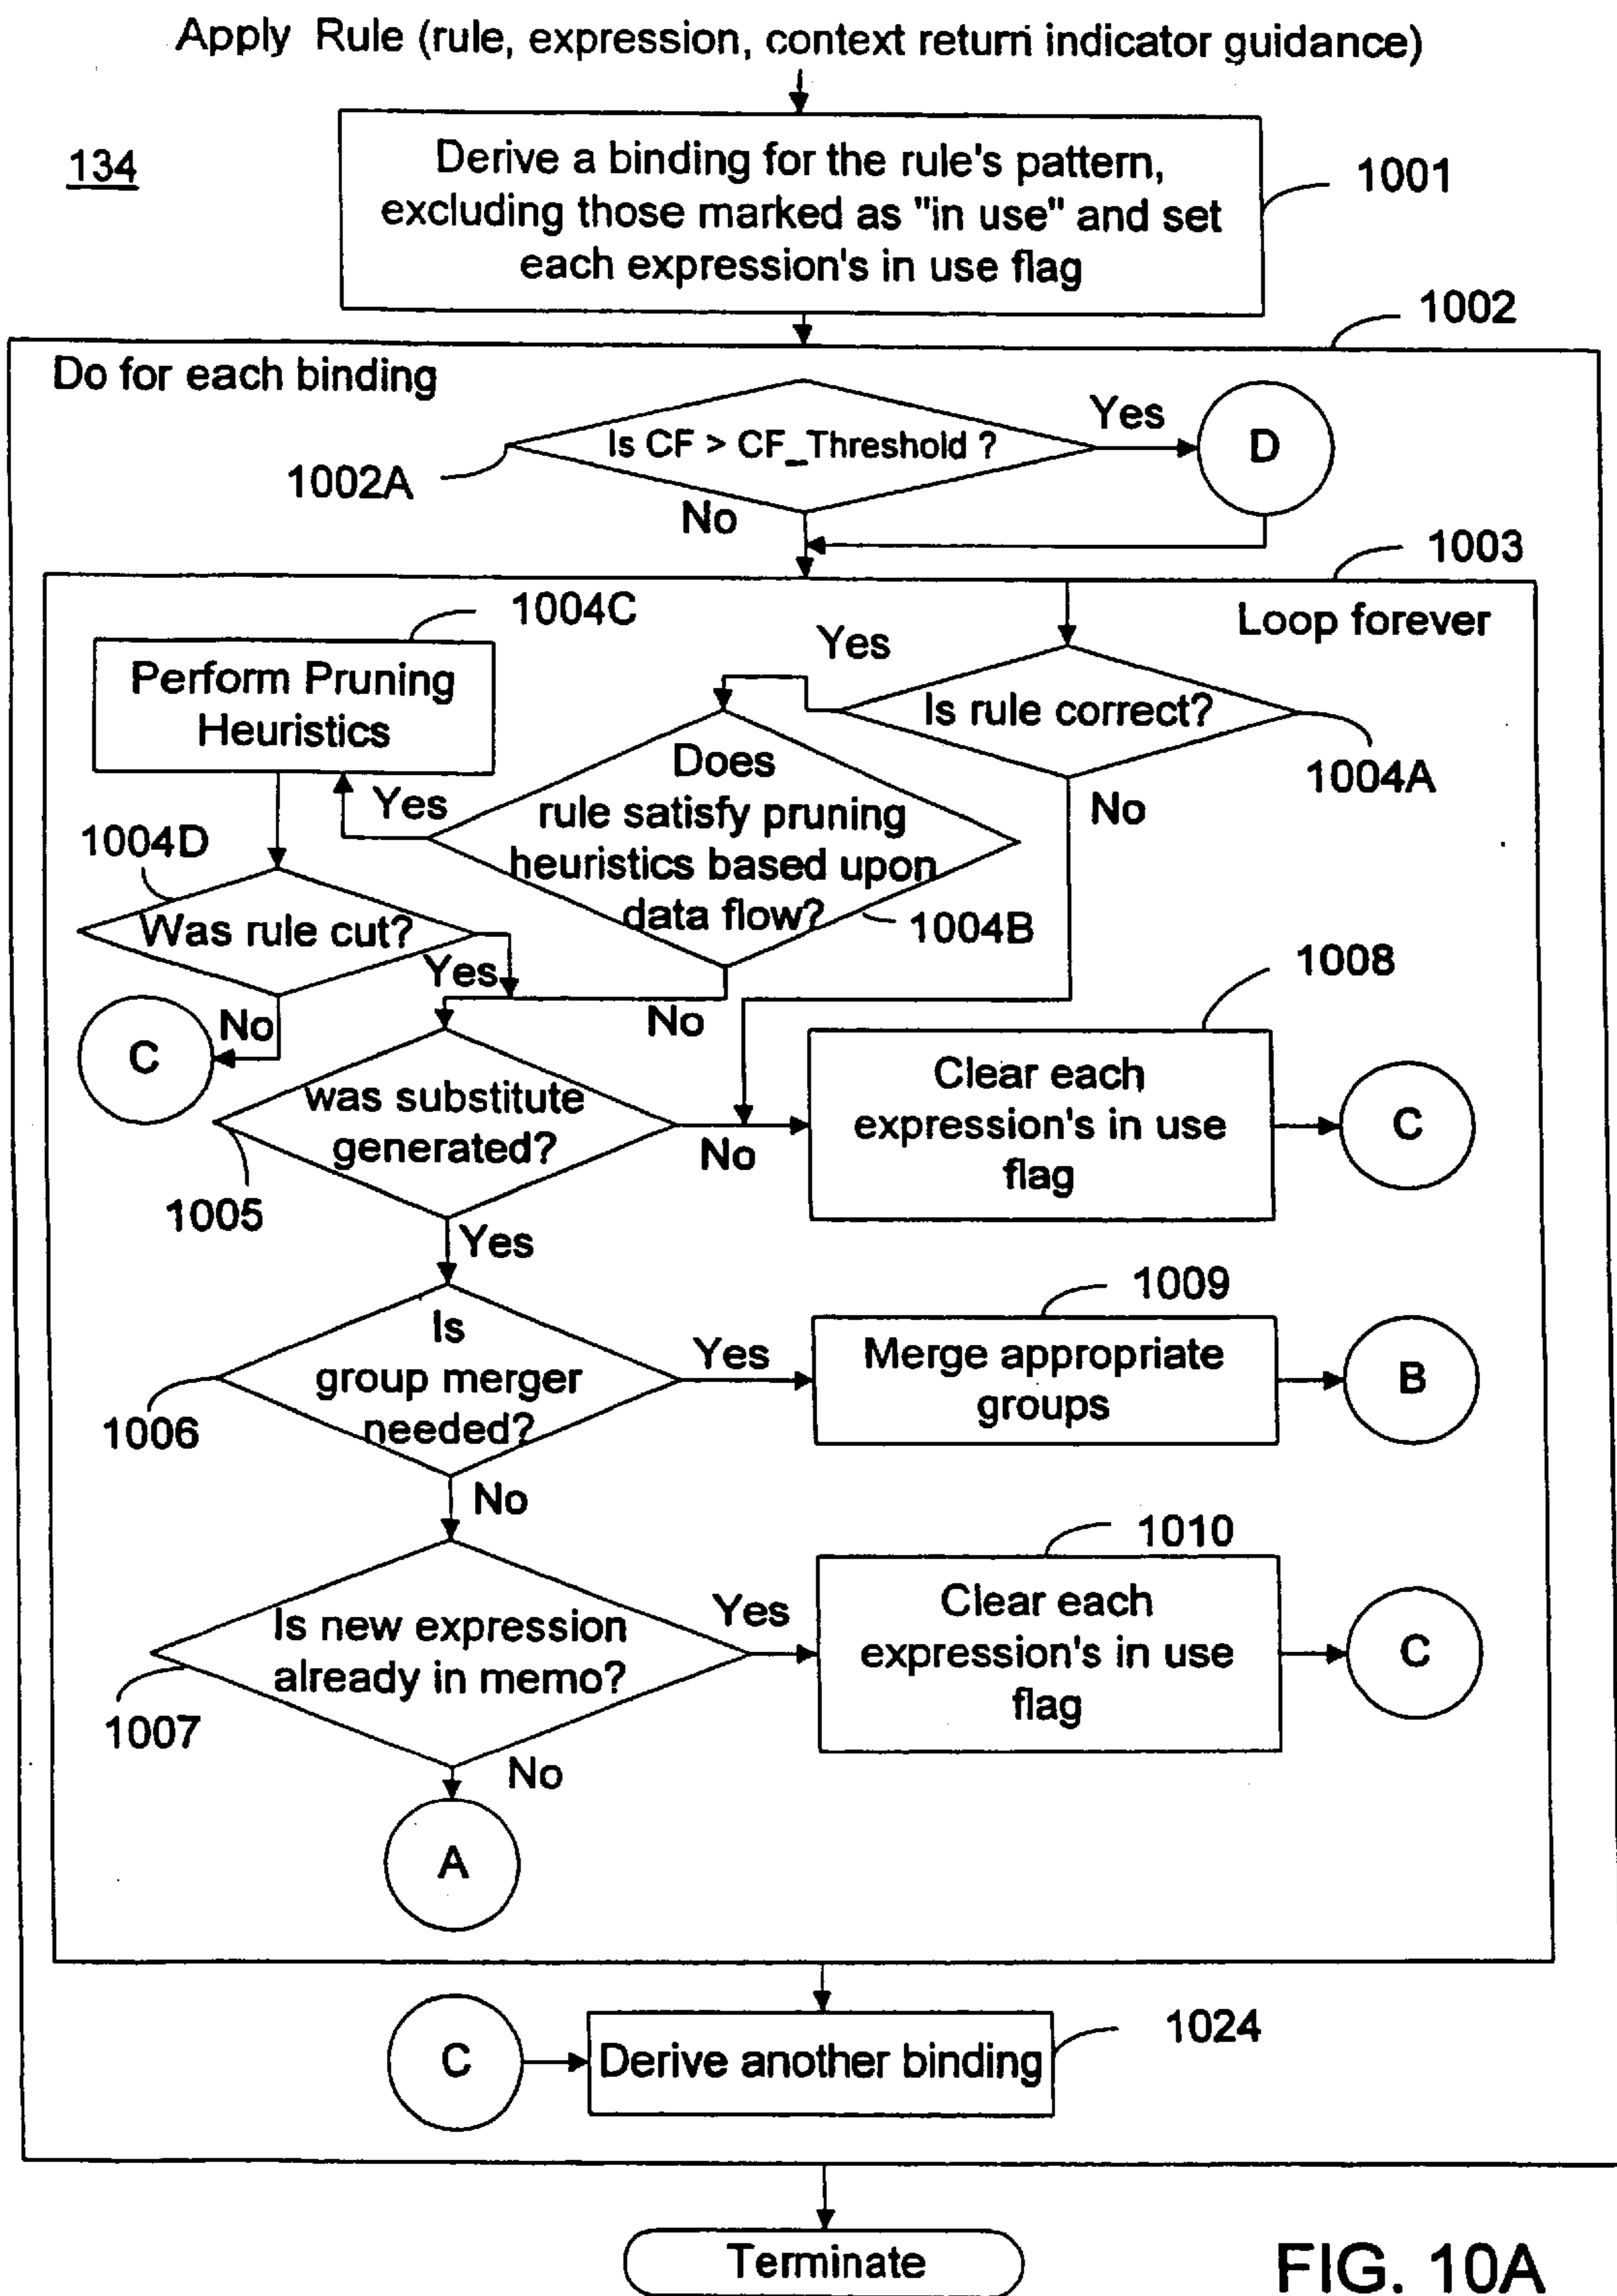 Apply Rule (rule, expression, context return indicator guidance)
134
Derive a binding for the rule's pattern,
excluding those marked as "in use" and set
each expression's in use flag
1001
1002
Do for each binding
Is CF > CF_Threshold ?
Yes
D
1002A
No
1003
Loop forever
1004C
Perform Pruning
Heuristics
Yes
Is rule correct?
1004A
No
Does
rule satisfy pruning
heuristics based upon
data flow?
1004B
Yes
1004D
Was rule cut?
Yes
No
C
No
was substitute
generated?
1005
No
1008
Clear each
expression's in use
flag
C
Yes
Is
group merger
needed?
1006
Yes
1009
Merge appropriate
groups
B
No
Is new expression
already in memo?
1007
Yes
1010
Clear each
expression's in use
flag
C
No
A
C
Derive another binding
1024
Terminate
FIG. 10A